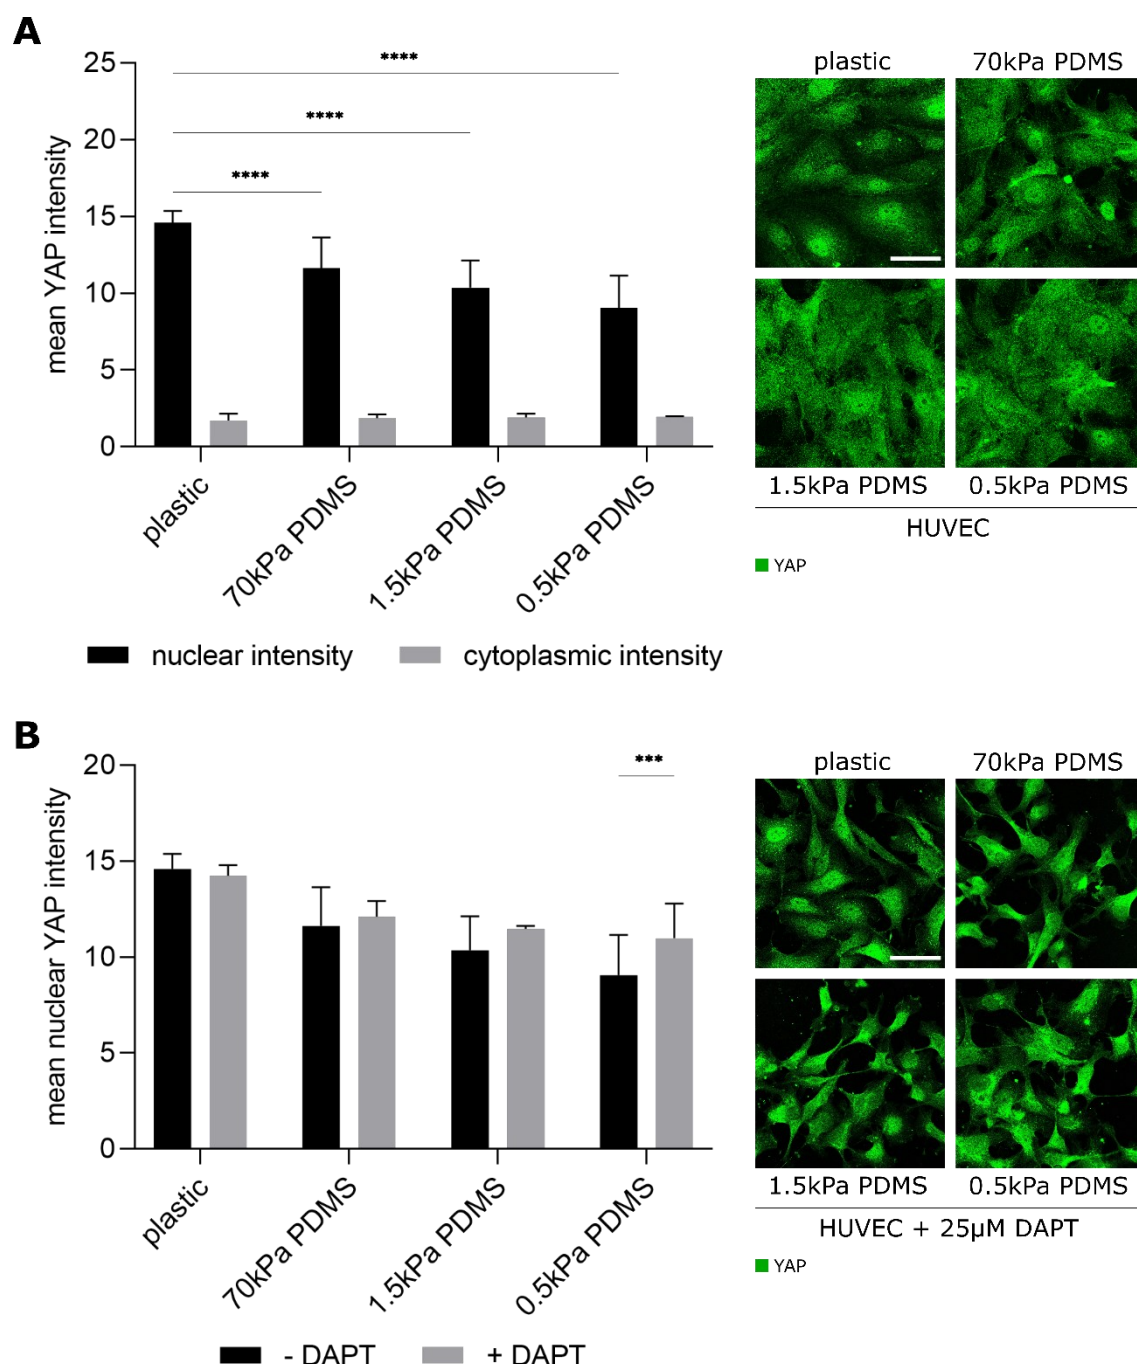 A
mean YAP intensity
25
20
15
10
5
0
****
****
****
plastic
70kPa PDMS
1.5kPa PDMS
0.5kPa PDMS
nuclear intensity
cytoplasmic intensity
plastic
70kPa PDMS
1.5kPa PDMS
0.5kPa PDMS
HUVEC
YAP
B
mean nuclear YAP intensity
20
15
10
5
0
***
plastic
70kPa PDMS
1.5kPa PDMS
0.5kPa PDMS
- DAPT
+ DAPT
plastic
70kPa PDMS
1.5kPa PDMS
0.5kPa PDMS
HUVEC + 25µM DAPT
YAP